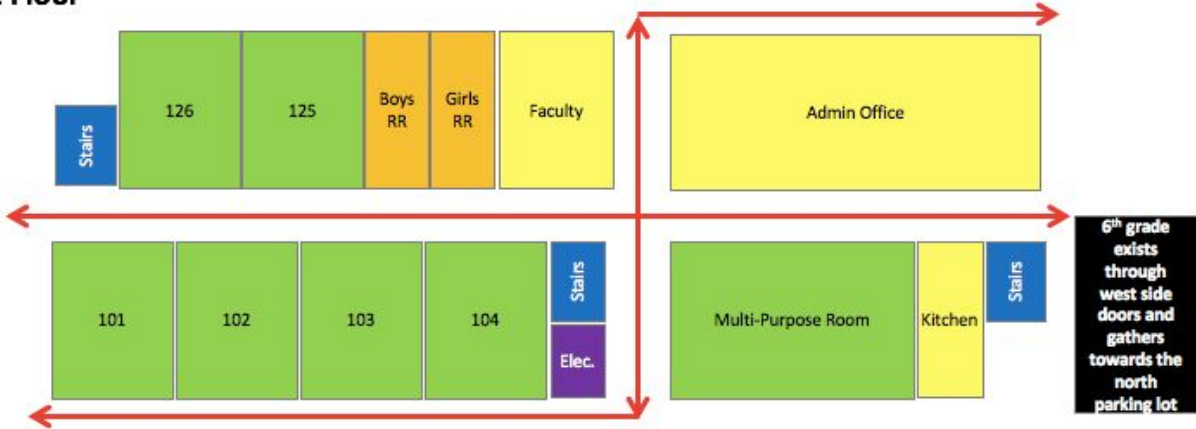 Floor
126
125
Boys
RR
Girls
RR
Faculty
Admin Office
Stairs
101
102
103
104
Stairs
Elec.
Multi-Purpose Room
Kitchen
Stairs
6th grade
exists
through
west side
doors and
gathers
towards the
north
parking lot